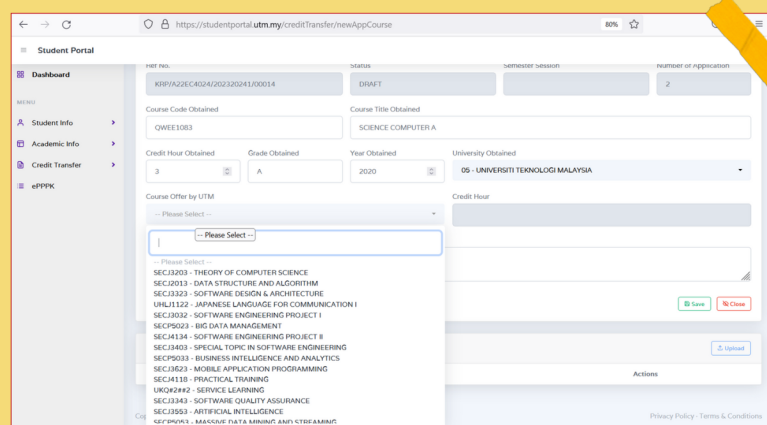 https://studentportal.utm.my/creditTransfer/newAppCourse
80%
Student Portal
Dashboard
MENU
Student Info
Academic Info
Credit Transfer
ePPPK
Ref No.
Status
Semester Session
Number of Application
KRP/A22EC4024/202320241/00014
DRAFT
2
Course Code Obtained
Course Title Obtained
QWEE1083
SCIENCE COMPUTER A
Credit Hour Obtained
Grade Obtained
Year Obtained
University Obtained
3
A
2020
05 - UNIVERSITI TEKNOLOGI MALAYSIA
Course Offer by UTM
Credit Hour
-- Please Select --
-- Please Select --
-- Please Select --
SECJ3203 - THEORY OF COMPUTER SCIENCE
SECJ2013 - DATA STRUCTURE AND ALGORITHM
SECJ3323 - SOFTWARE DESIGN & ARCHITECTURE
UHLJ1122 - JAPANESE LANGUAGE FOR COMMUNICATION I
SECJ3032 - SOFTWARE ENGINEERING PROJECT I
SECP5023 - BIG DATA MANAGEMENT
SECJ4134 - SOFTWARE ENGINEERING PROJECT II
SECJ3403 - SPECIAL TOPIC IN SOFTWARE ENGINEERING
SECP5033 - BUSINESS INTELLIGENCE AND ANALYTICS
SECJ3623 - MOBILE APPLICATION PROGRAMMING
SECJ4118 - PRACTICAL TRAINING
UKQ#2##2 - SERVICE LEARNING
SECJ3343 - SOFTWARE QUALITY ASSURANCE
SECJ3553 - ARTIFICIAL INTELLIGENCE
SECP5053 - MASSIVE DATA MINING AND STREAMING
Save
Close
Upload
Actions
Cop
Privacy Policy · Terms & Conditions